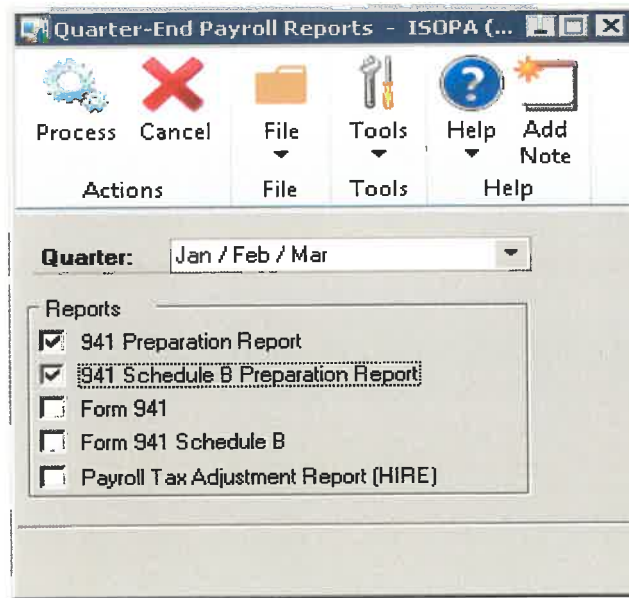 Quarter-End Payroll Reports - ISOPA (...
Process Cancel File Tools Help Add Note
Actions File Tools Help
Quarter: Jan / Feb / Mar
Reports
941 Preparation Report
941 Schedule B Preparation Report
Form 941
Form 941 Schedule B
Payroll Tax Adjustment Report (HIRE)